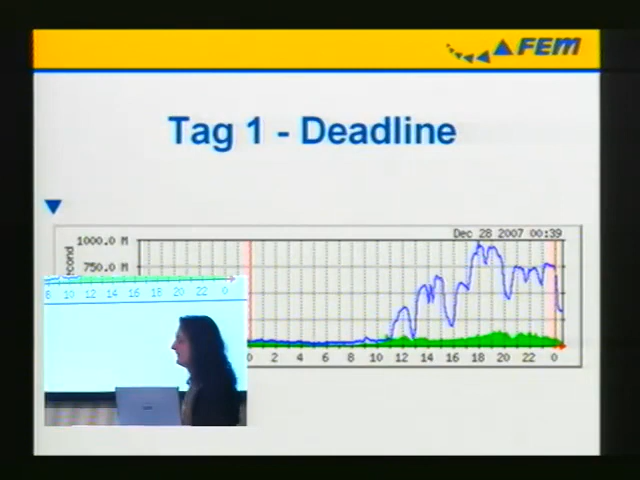 FEM
Tag 1 - Deadline
Dec 28 2007 00:39
1000.0 M
750.0 M
0 2 4 6 8 10 12 14 16 18 20 22 0
8 10 12 14 16 18 20 22 0